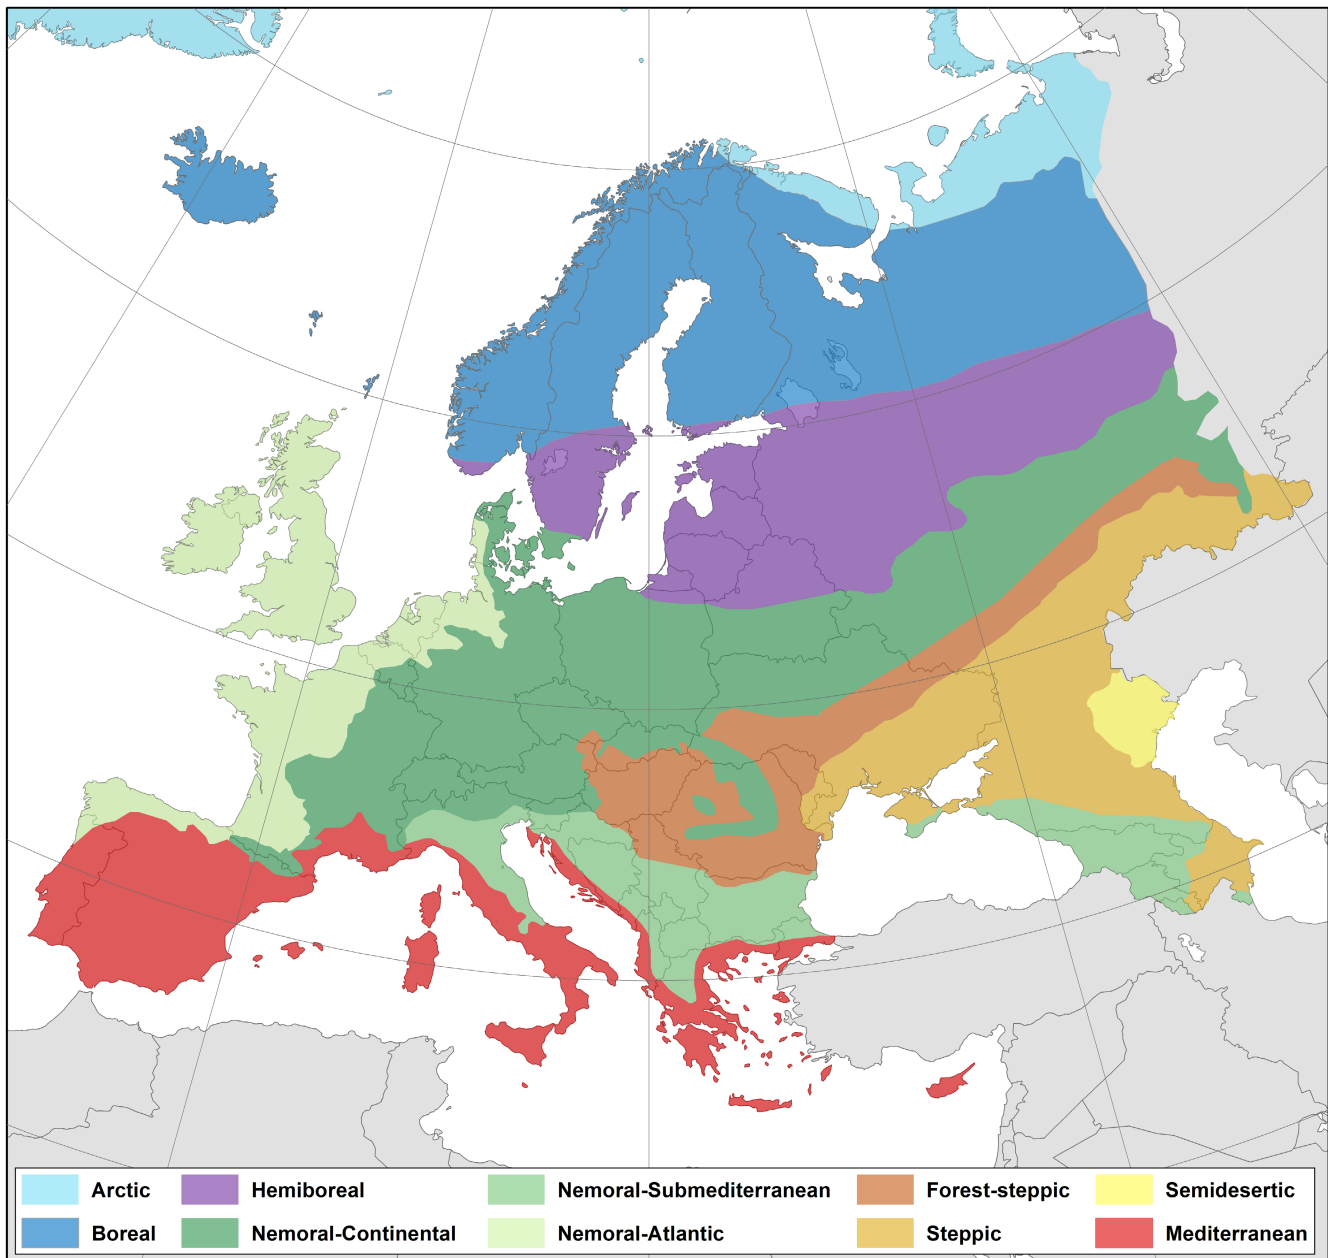 Arctic Hemiboreal Nemoral-Submediterranean Forest-steppic Semidesertic
Boreal Nemoral-Continental Nemoral-Atlantic Steppic Mediterranean